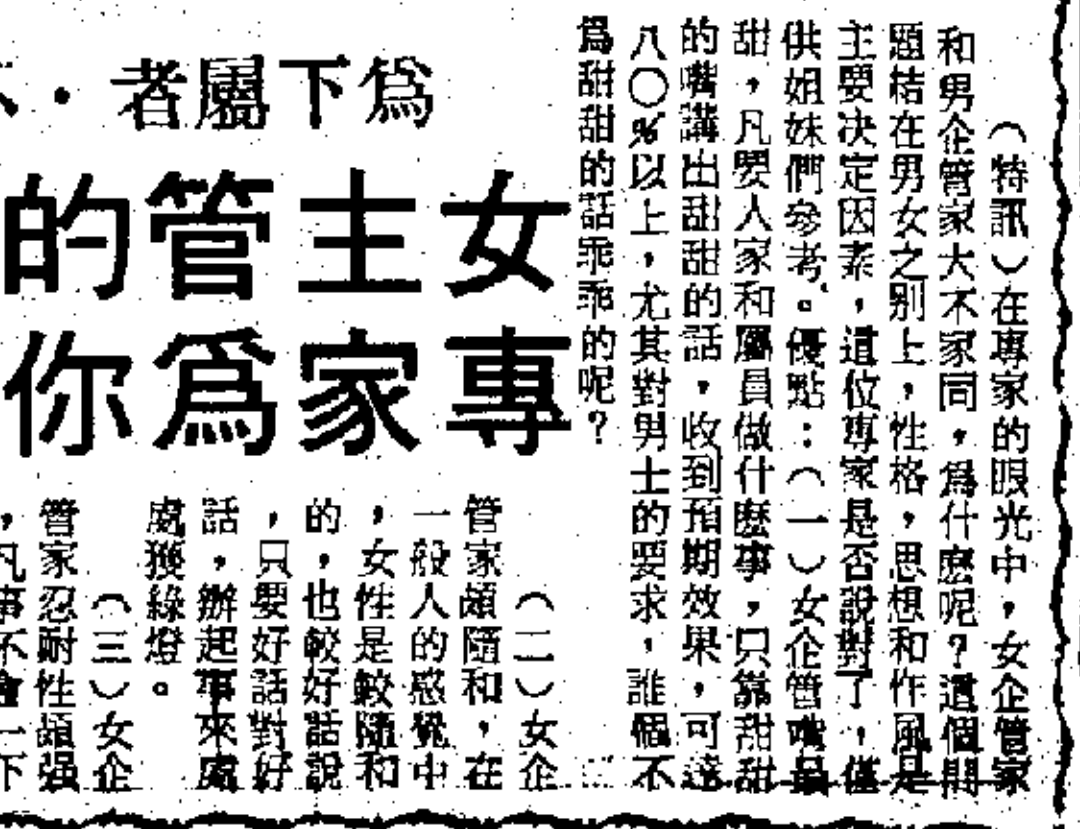 爲下屬者·
女主管的
專家爲你
（特訊）在專家的眼光中，女企管家
和男企管家大不家同，爲什麽呢？這個問
題桔在男女之别上，性格，思想和作風是
主要决定因素，這位專家是否說對了，僅
供姐妹們參考。優點：（一）女企管嘴最
甜，凡要人家和屬員做什麽事，只靠甜甜
的嘴講出甜甜的話，收到預期效果，可達
八〇％以上，尤其對男士的要求，誰個不
爲甜甜的話乖乖的呢？
（二）女企
管家頗隨和，在
一般人的感覺中
，女性是較隨和
的，也較好話說
，只要好話對好
話，辦起事來處
處獲綠燈。
（三）女企
管家忍耐性頗强
，凡事不會一下